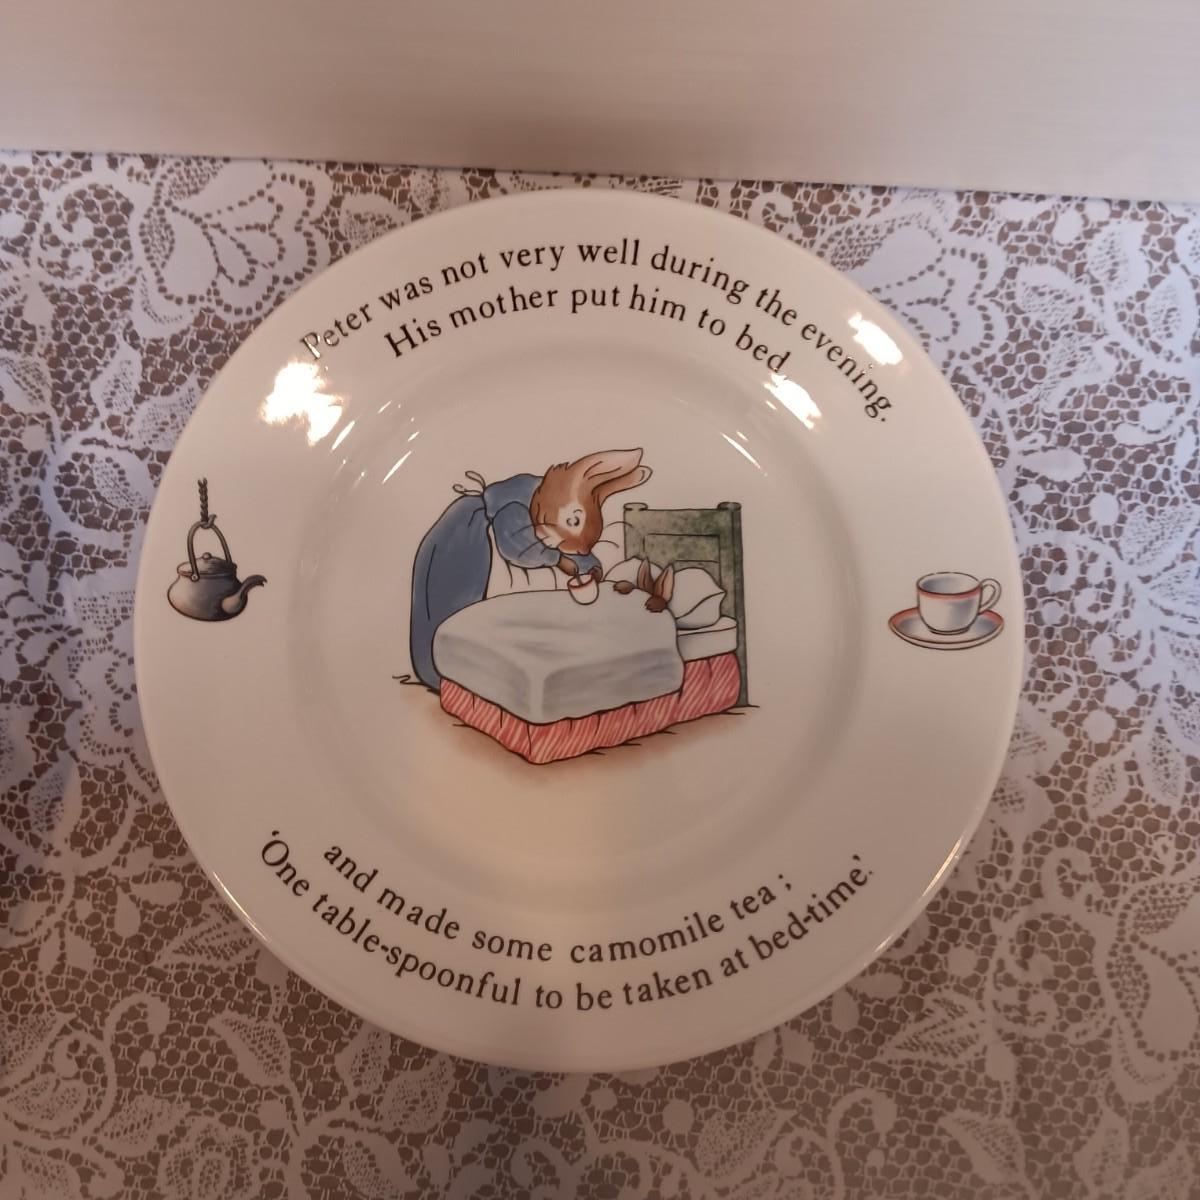 Peter was not very well during the evening.
His mother put him to bed,
and made some camomile tea ;
'One table-spoonful to be taken at bed-time.'